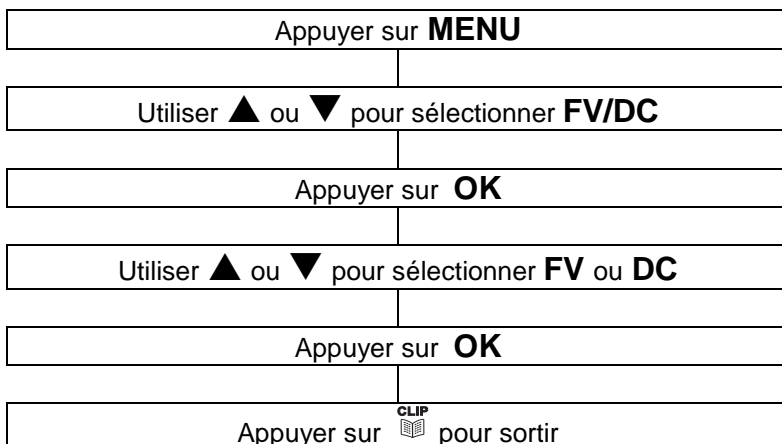 Appuyer sur MENU
Utiliser ▲ ou ▼ pour sélectionner FV/DC
Appuyer sur OK
Utiliser ▲ ou ▼ pour sélectionner FV ou DC
Appuyer sur OK
CLIP
Appuyer sur pour sortir